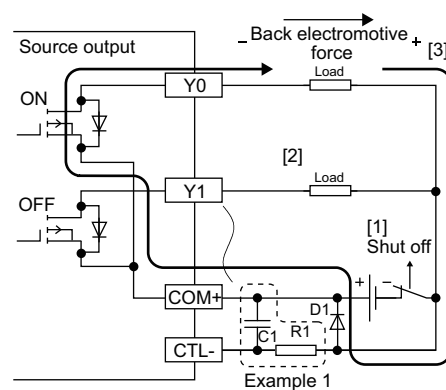 Source output
Back electromotive
force
−
+
[3]
Load
Y0
ON
[2]
Load
Y1
OFF
[1]
Shut off
+
−
COM+
D1
C1
R1
CTL-
Example 1